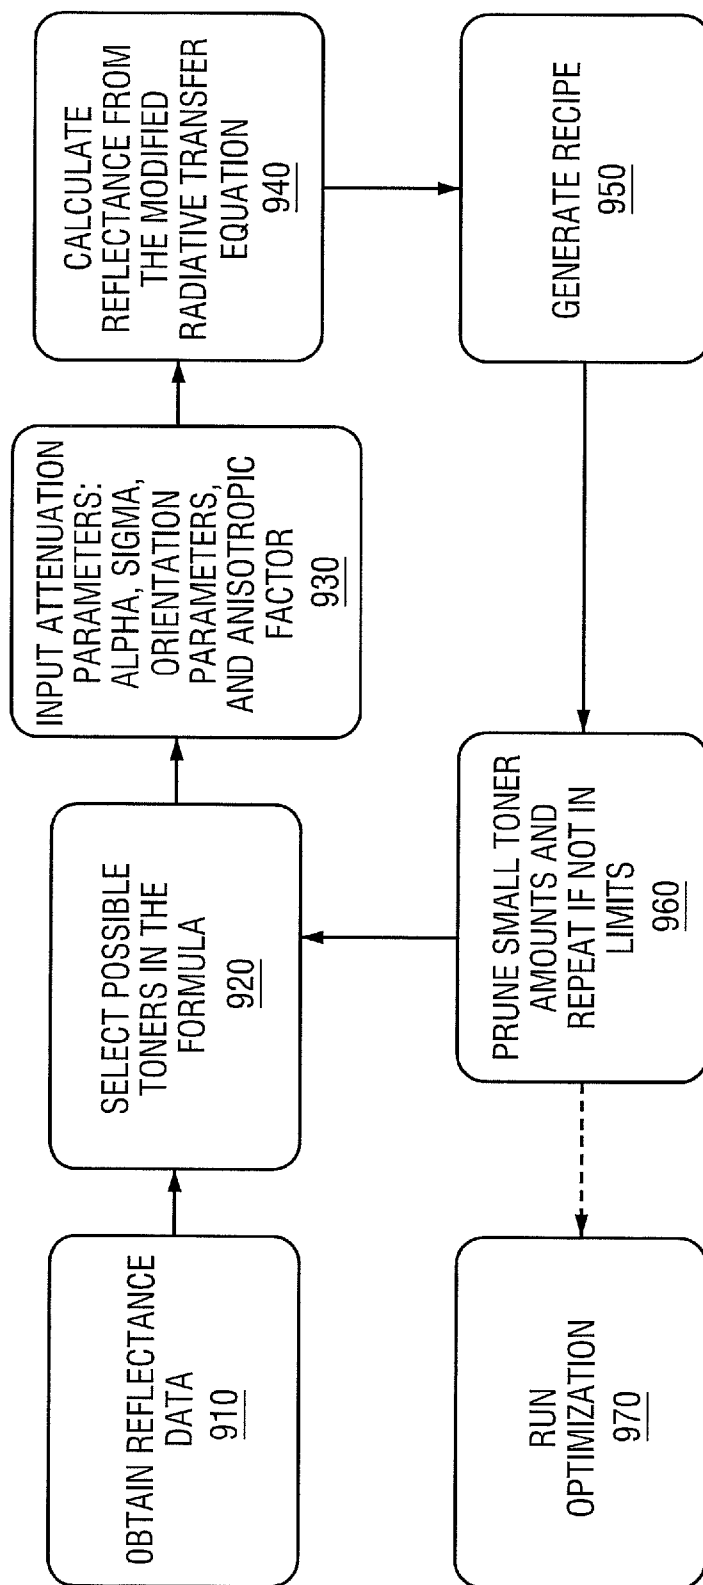 OBTAIN REFLECTANCE
DATA
910
SELECT POSSIBLE
TONERS IN THE
FORMULA
920
INPUT ATTENUATION
PARAMETERS:
ALPHA, SIGMA,
ORIENTATION
PARAMETERS,
AND ANISOTROPIC
FACTOR
930
CALCULATE
REFLECTANCE FROM
THE MODIFIED
RADIATIVE TRANSFER
EQUATION
940
GENERATE RECIPE
950
PRUNE SMALL TONER
AMOUNTS AND
REPEAT IF NOT IN
LIMITS
960
RUN
OPTIMIZATION
970